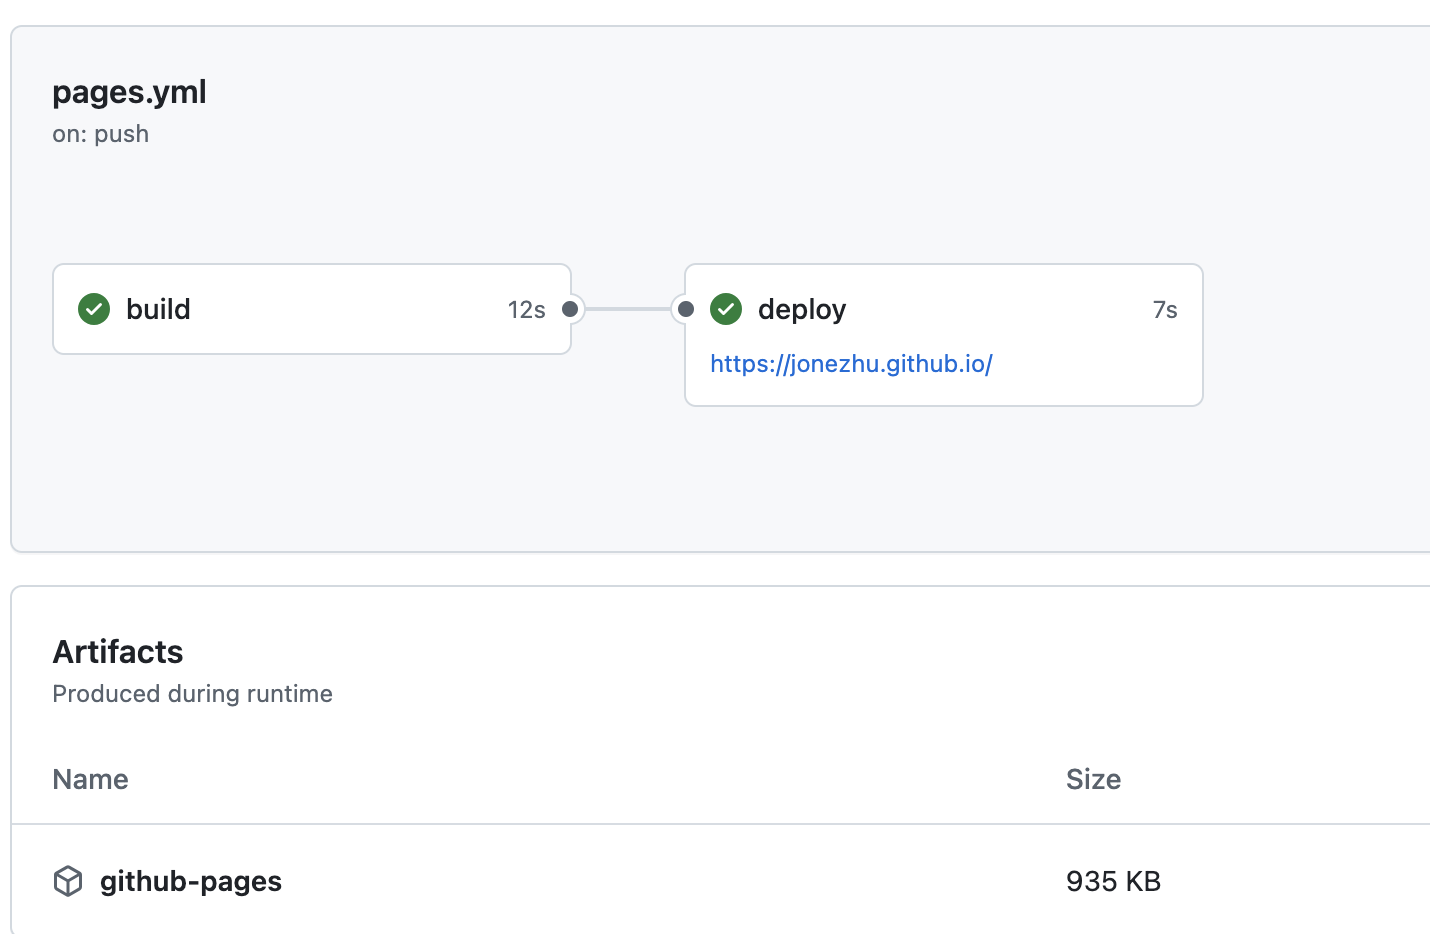 pages.yml
on: push
build 12s
deploy 7s
https://jonezhu.github.io/
Artifacts
Produced during runtime
Name Size
github-pages 935 KB